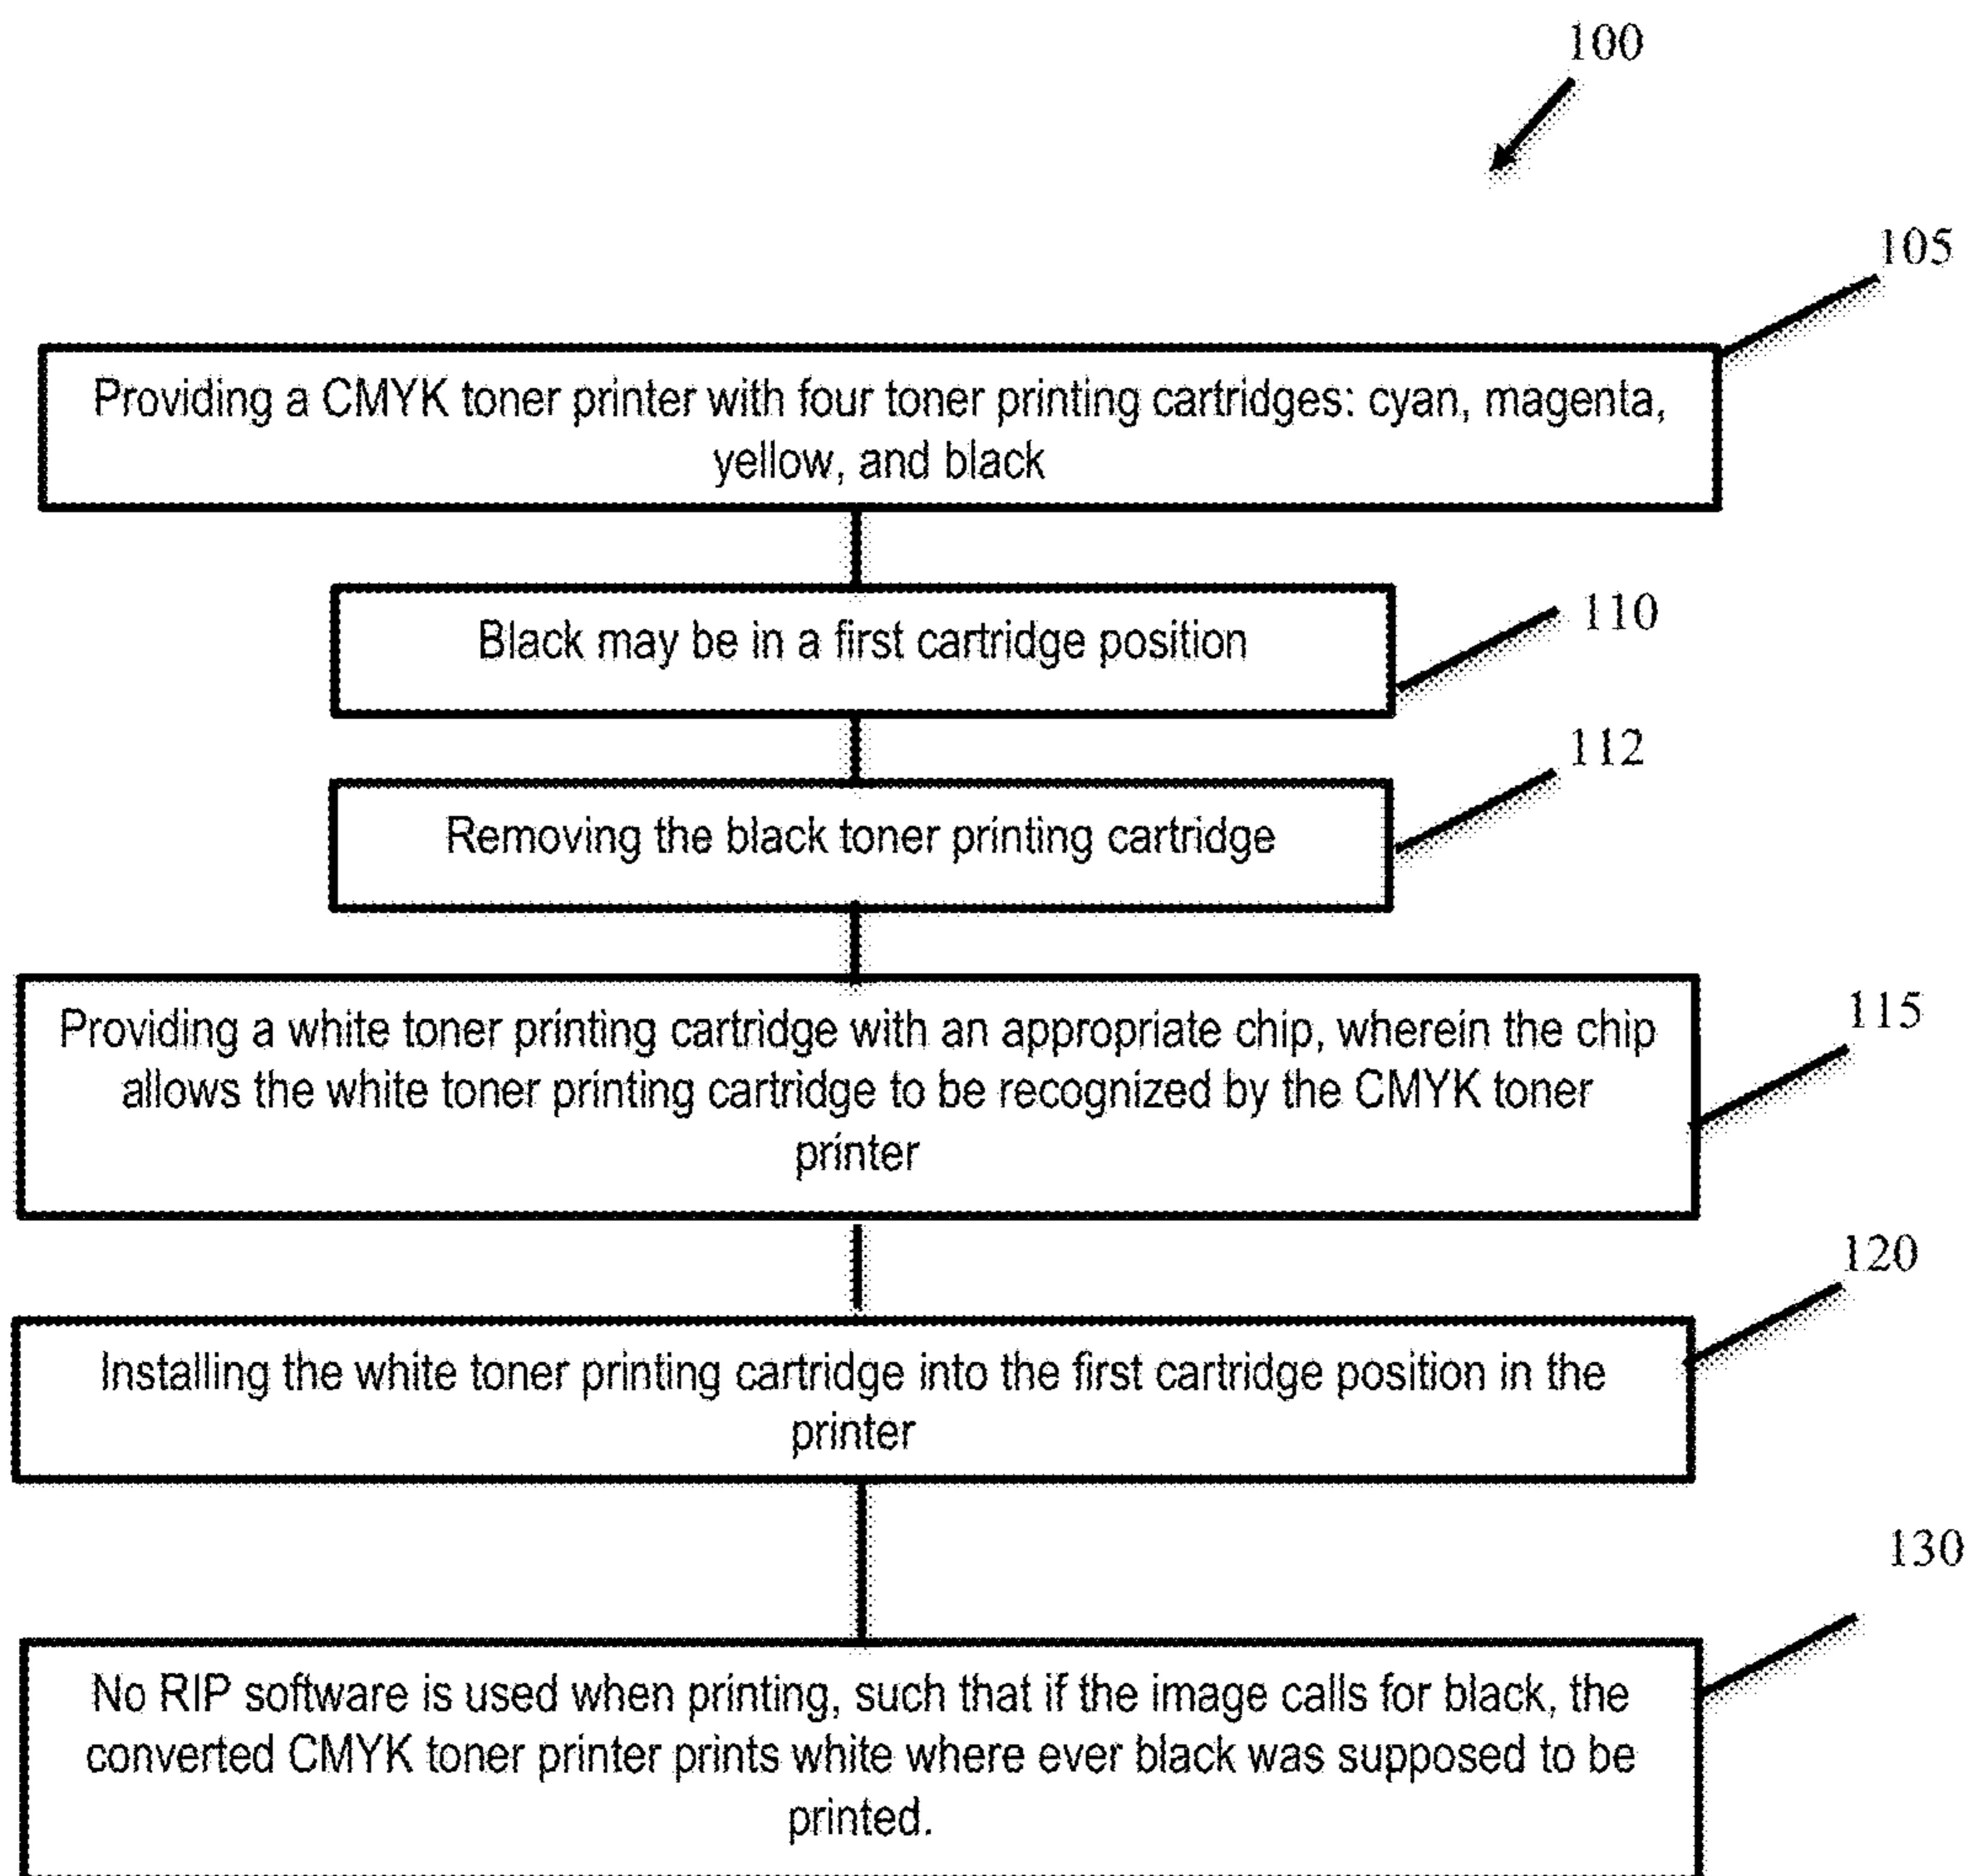 100
105
Providing a CMYK toner printer with four toner printing cartridges: cyan, magenta,
yellow, and black
110
Black may be in a first cartridge position
112
Removing the black toner printing cartridge
115
Providing a white toner printing cartridge with an appropriate chip, wherein the chip
allows the white toner printing cartridge to be recognized by the CMYK toner
printer
120
Installing the white toner printing cartridge into the first cartridge position in the
printer
130
No RIP software is used when printing, such that if the image calls for black, the
converted CMYK toner printer prints white where ever black was supposed to be
printed.